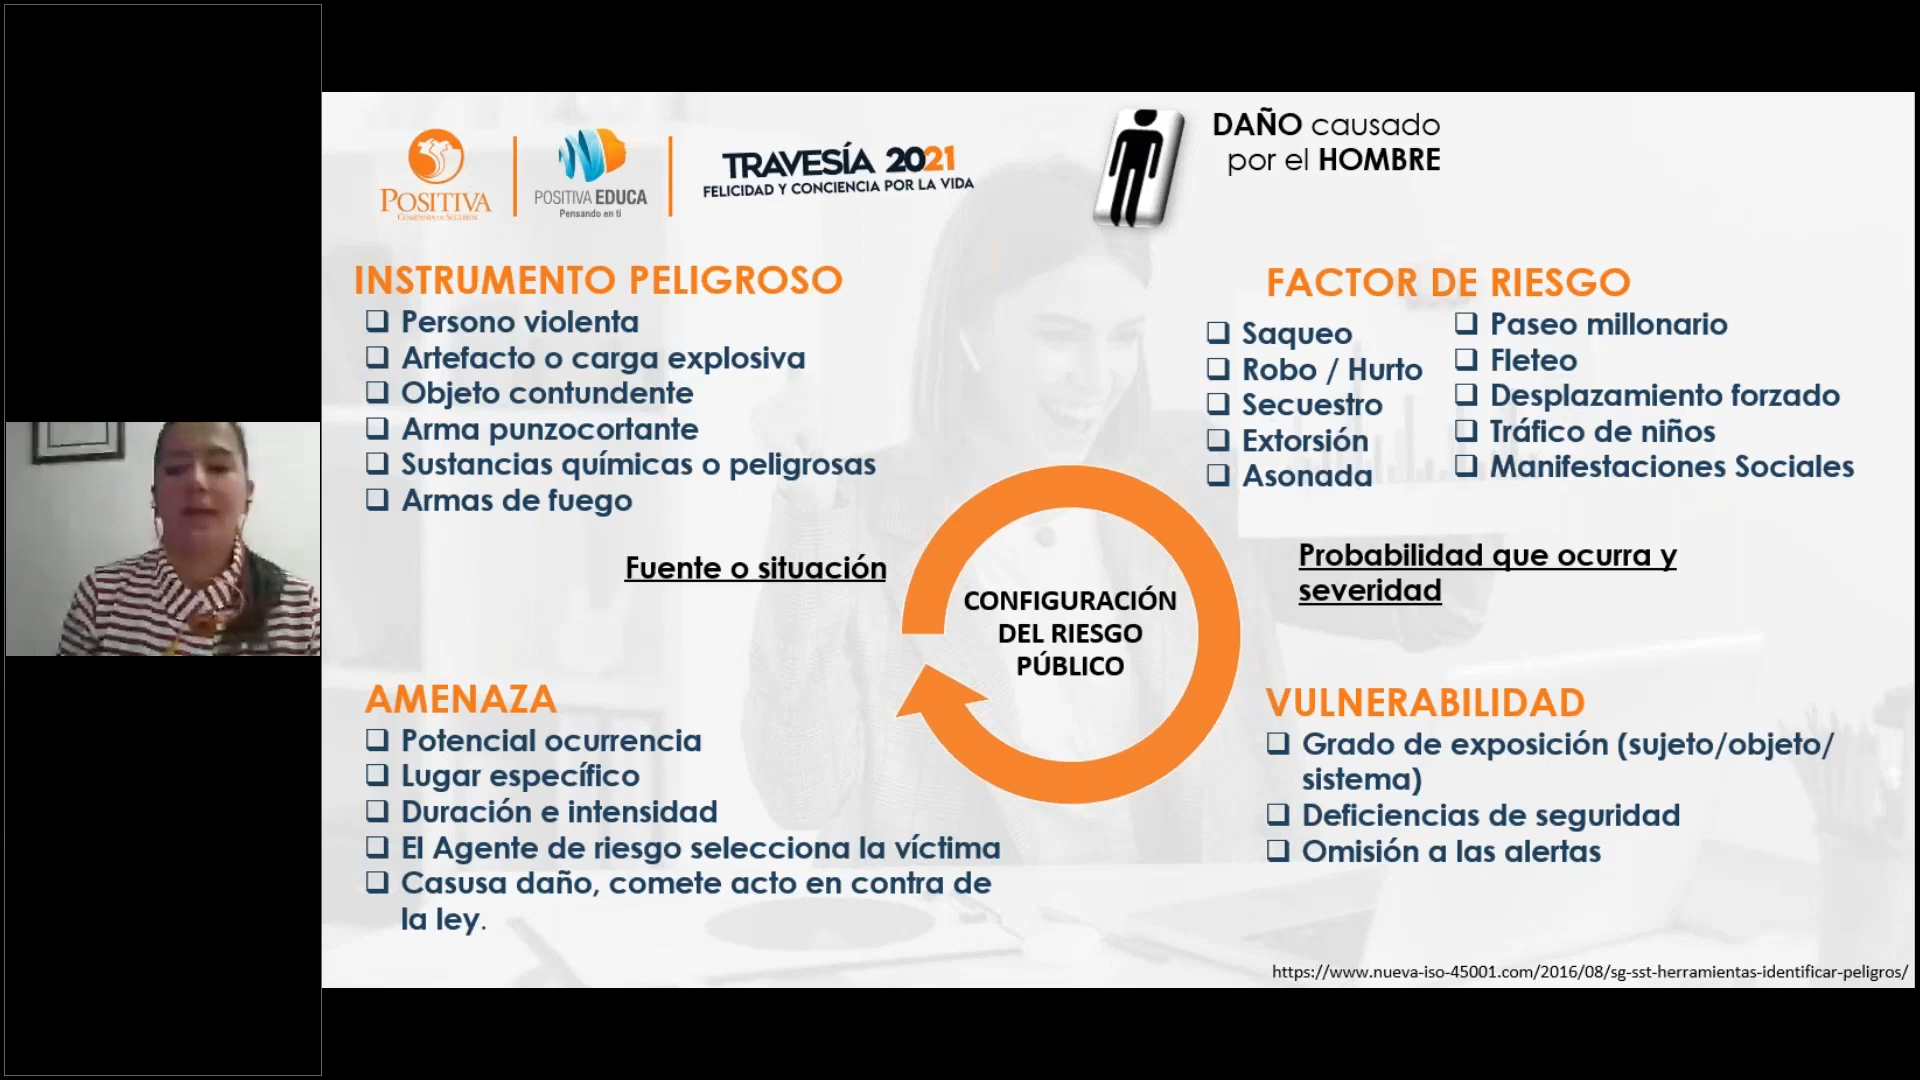 POSITIVA
COMPAÑÍA DE SEGUROS
POSITIVA EDUCA
Pensando en ti
TRAVESÍA 2021
FELICIDAD Y CONCIENCIA POR LA VIDA
DAÑO causado
por el HOMBRE
INSTRUMENTO PELIGROSO
Persono violenta
Artefacto o carga explosiva
Objeto contundente
Arma punzocortante
Sustancias químicas o peligrosas
Armas de fuego
Fuente o situación
FACTOR DE RIESGO
Saqueo
Robo / Hurto
Secuestro
Extorsión
Asonada
Paseo millonario
Fleteo
Desplazamiento forzado
Tráfico de niños
Manifestaciones Sociales
Probabilidad que ocurra y
severidad
CONFIGURACIÓN
DEL RIESGO
PÚBLICO
AMENAZA
Potencial ocurrencia
Lugar específico
Duración e intensidad
El Agente de riesgo selecciona la víctima
Casusa daño, comete acto en contra de
la ley.
VULNERABILIDAD
Grado de exposición (sujeto/objeto/
sistema)
Deficiencias de seguridad
Omisión a las alertas
https://www.nueva-iso-45001.com/2016/08/sg-sst-herramientas-identificar-peligros/